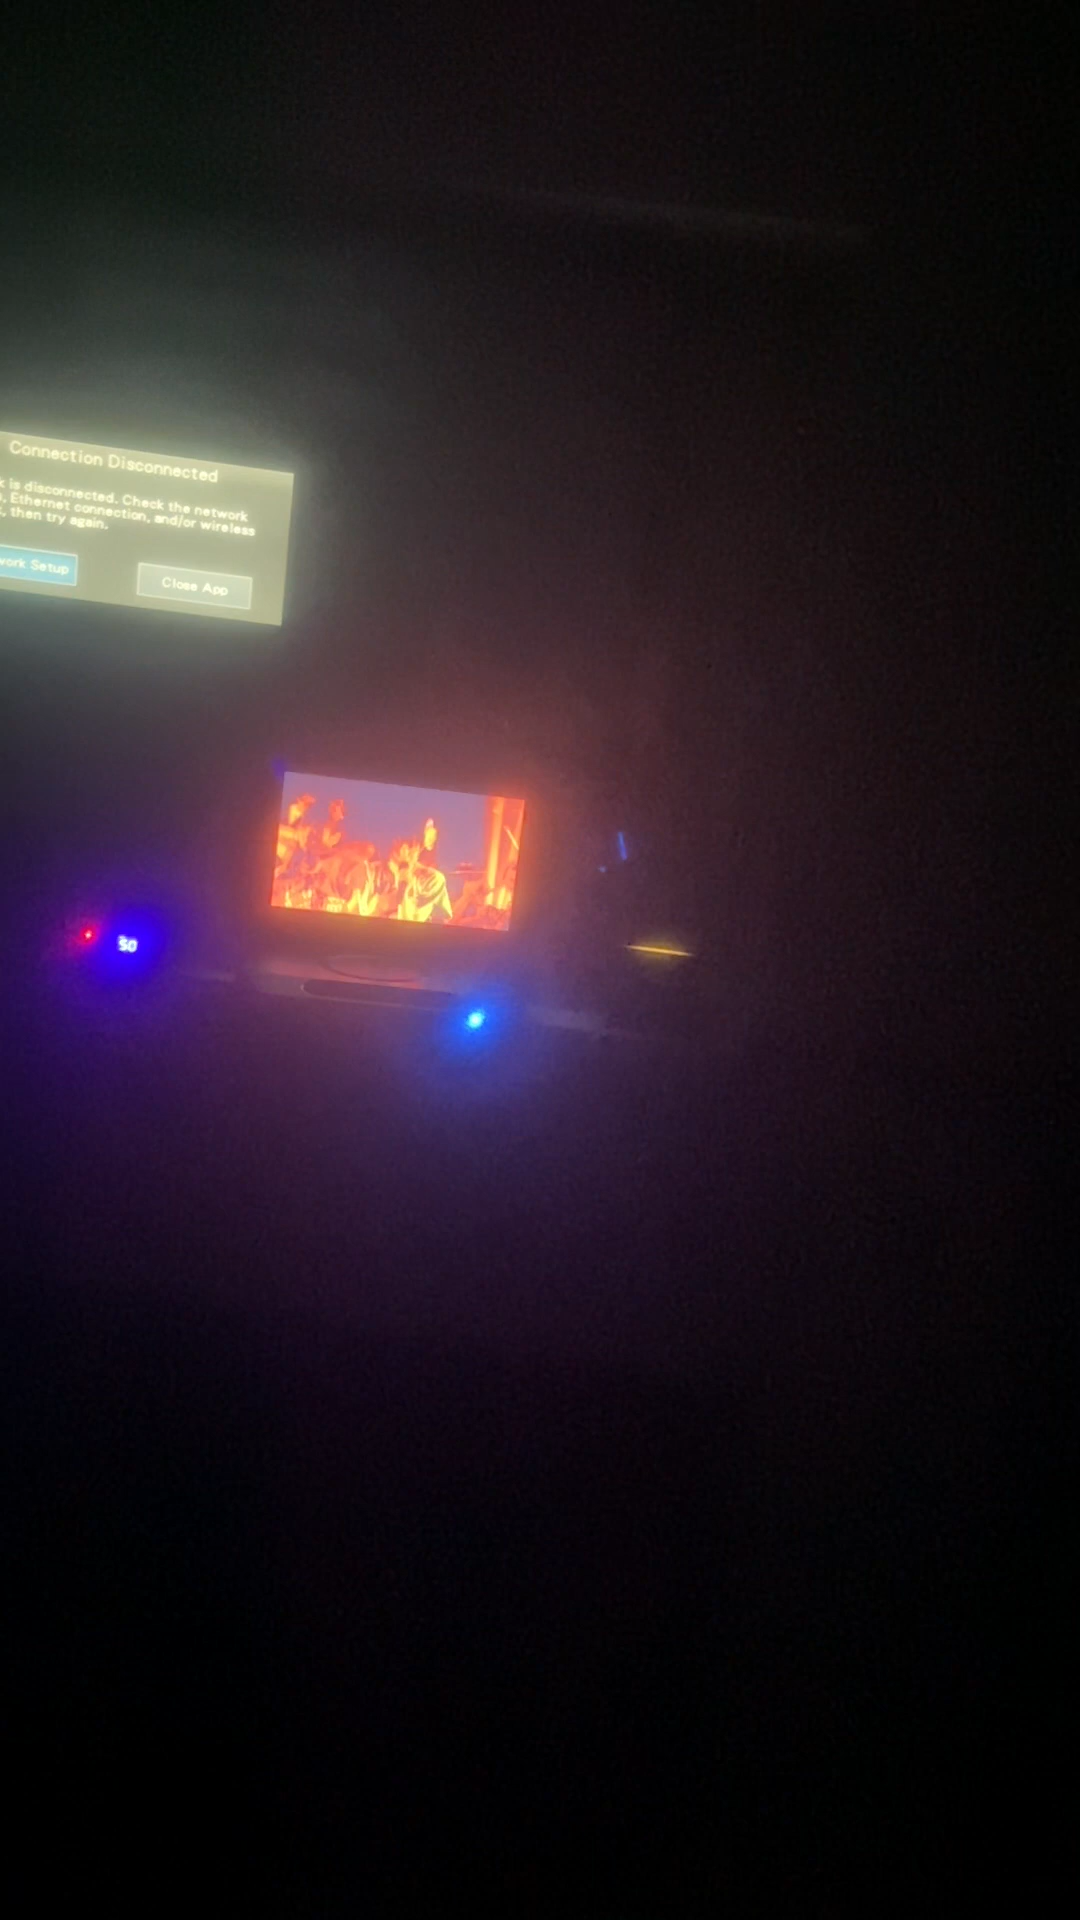 Connection Disconnected
k is disconnected. Check the network
, Ethernet connection, and/or wireless
, then try again.
work Setup
Close App
50